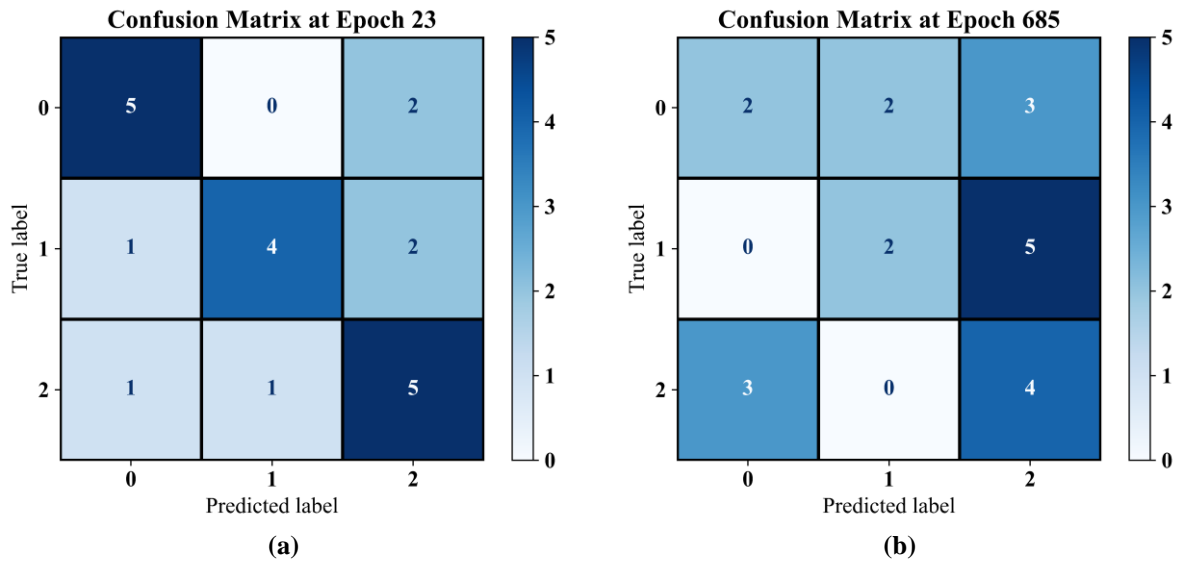 Confusion Matrix at Epoch 23
5
0 5 0 2
4
True label
1 1 4 2
3
2
2 1 1 5
1
0
0 1 2
Predicted label
(a)
Confusion Matrix at Epoch 685
5
0 2 2 3
4
True label
1 0 2 5
3
2
2 3 0 4
1
0
0 1 2
Predicted label
(b)